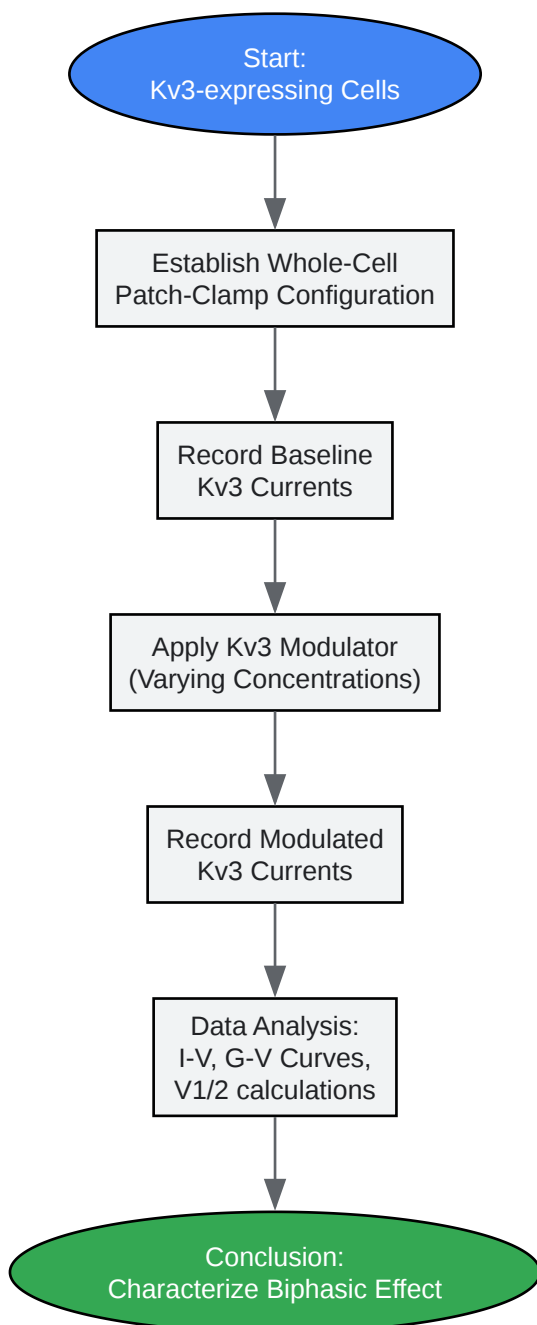 Start:
Kv3-expressing Cells
Establish Whole-Cell
Patch-Clamp Configuration
Record Baseline
Kv3 Currents
Apply Kv3 Modulator
(Varying Concentrations)
Record Modulated
Kv3 Currents
Data Analysis:
I-V, G-V Curves,
V1/2 calculations
Conclusion:
Characterize Biphasic Effect